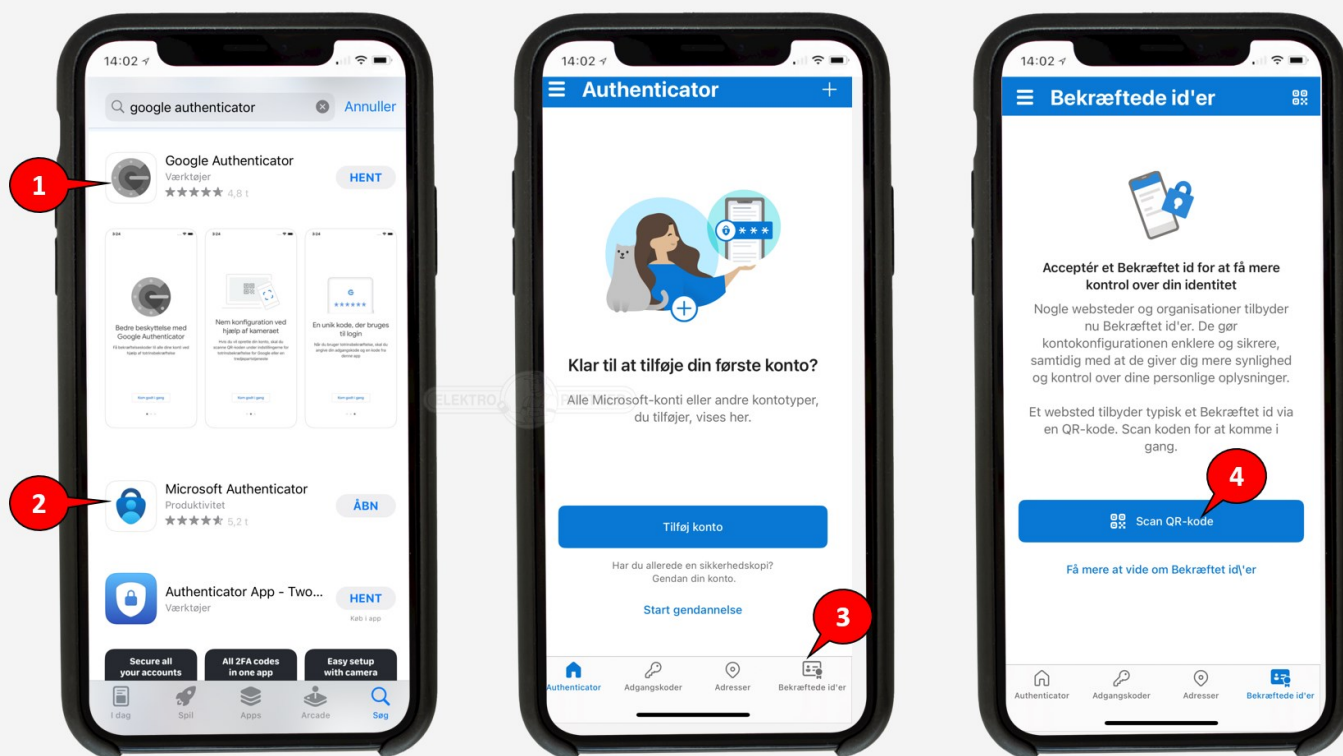 14:02
google authenticator
Annuller
1
Google Authenticator
Værktøjer
HENT
★★★★★ 4,8 t
Bedre beskyttelse med
Google Authenticator
Nem konfiguration ved
hjælp af kameraet
En unik kode, der bruges
til login
2
Microsoft Authenticator
Produktivitet
ÅBN
★★★★★ 5,2 t
Authenticator App - Two...
Værktøjer
HENT
Køb i app
Secure all
your accounts
All 2FA codes
in one app
Easy setup
with camera
I dag
Spil
Apps
Arcade
Søg
14:02
Authenticator
Klar til at tilføje din første konto?
Alle Microsoft-konti eller andre kontotyper,
du tilføjer, vises her.
ELEKTRO
Tilføj konto
Har du allerede en sikkerhedskopi?
Gendan din konto.
Start gendannelse
3
Authenticator
Adgangskoder
Adresser
Bekræftede id'er
14:02
Bekræftede id'er
Acceptér et Bekræftet id for at få mere
kontrol over din identitet
Nogle websteder og organisationer tilbyder
nu Bekræftet id'er. De gør
kontokonfigurationen enklere og sikrere,
samtidig med at de giver dig mere synlighed
og kontrol over dine personlige oplysninger.
Et websted tilbyder typisk et Bekræftet id via
en QR-kode. Scan koden for at komme i
gang.
4
Scan QR-kode
Få mere at vide om Bekræftet id\'er
Authenticator
Adgangskoder
Adresser
Bekræftede id'er